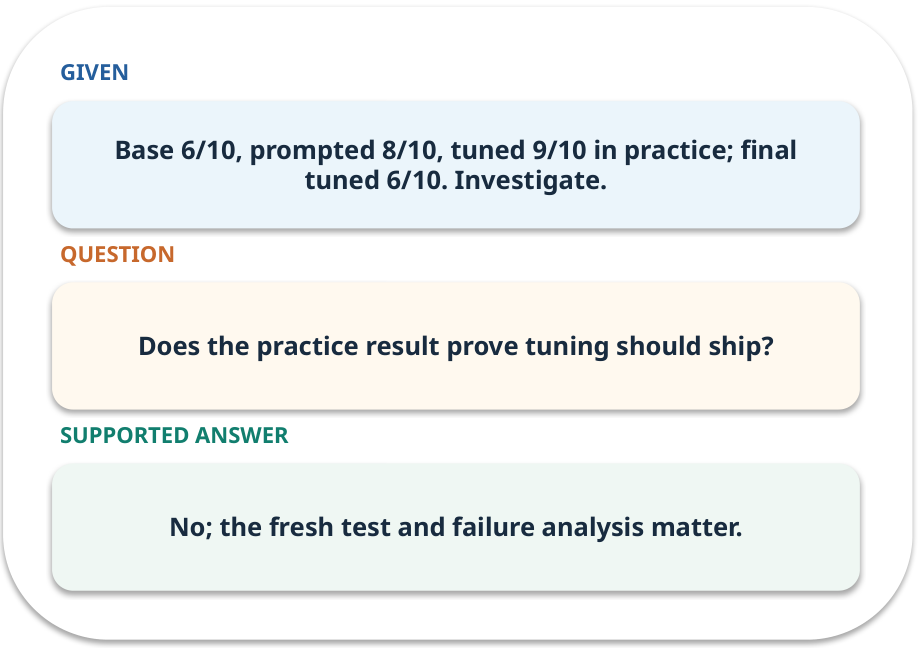 GIVEN
Base 6/10, prompted 8/10, tuned 9/10 in practice; final
tuned 6/10. Investigate.
QUESTION
Does the practice result prove tuning should ship?
SUPPORTED ANSWER
No; the fresh test and failure analysis matter.